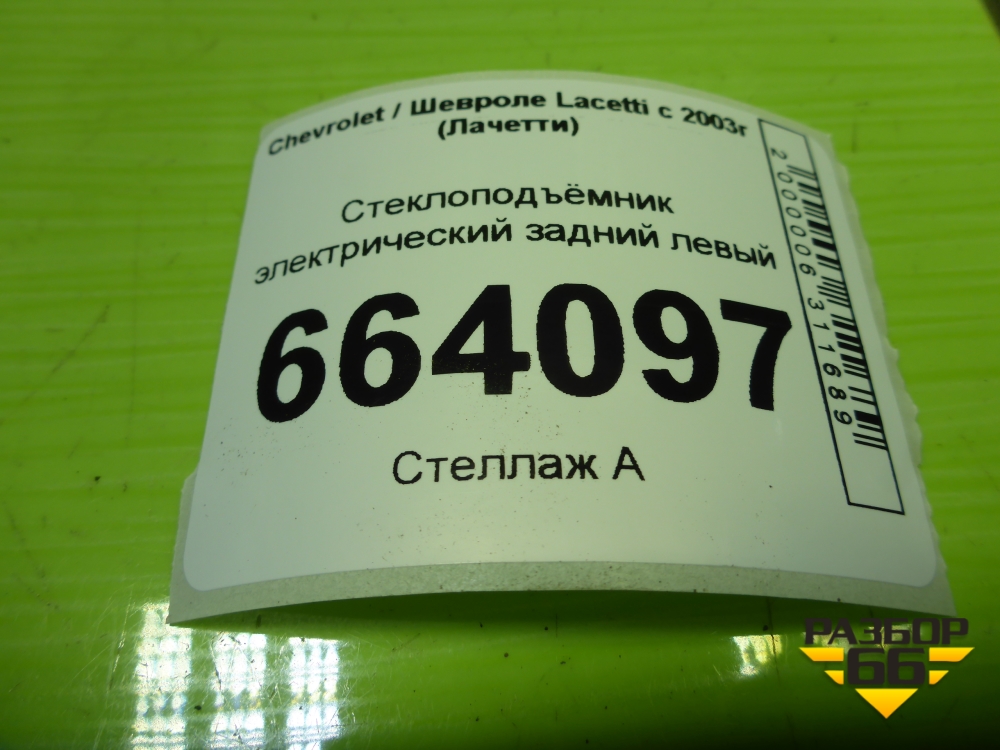 Chevrolet / Шевроле Lacetti с 2003г
(Лачетти)
Стеклоподъёмник
электрический задний левый
664097
Стеллаж А
2000006311689
РАЗБОР
66